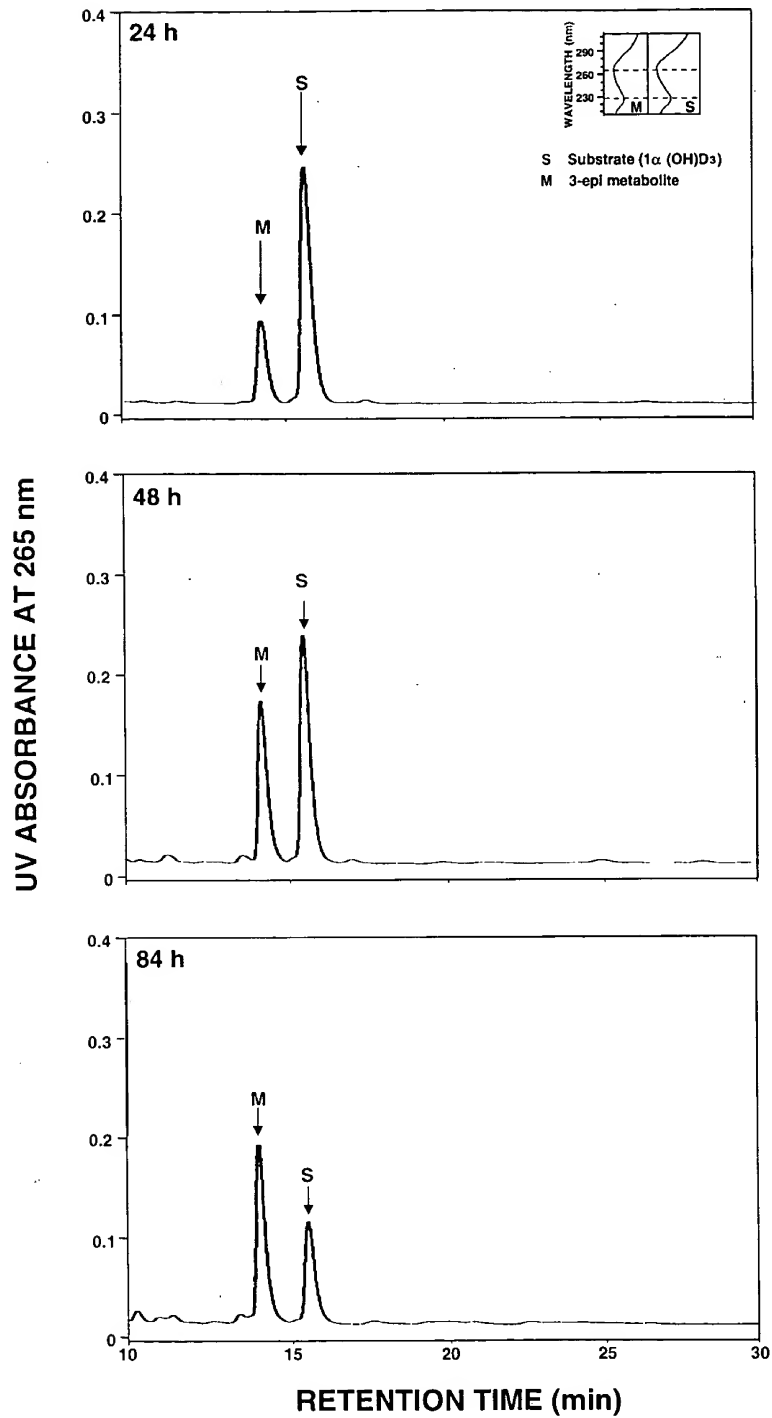 UV ABSORBANCE AT 265 nm
24 h
0.4
0.3
0.2
0.1
0
M
S
WAVELENGTH (nm)
290
260
230
M
S
S Substrate (1α (OH)D3)
M 3-epi metabolite
48 h
0.4
0.3
0.2
0.1
0
M
S
84 h
0.4
0.3
0.2
0.1
0
M
S
10
15
20
25
30
RETENTION TIME (min)